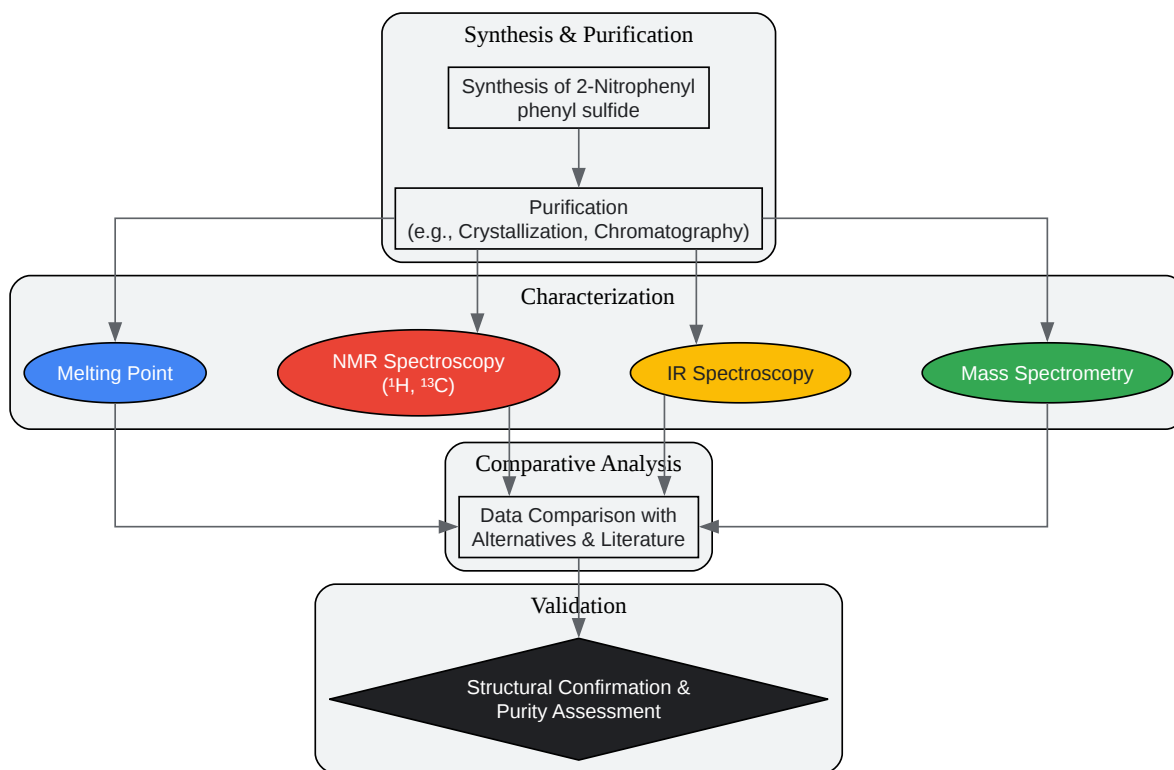 Synthesis & Purification
Synthesis of 2-Nitrophenyl
phenyl sulfide
Purification
(e.g., Crystallization, Chromatography)
Characterization
Melting Point
NMR Spectroscopy
(¹H, ¹³C)
IR Spectroscopy
Mass Spectrometry
Comparative Analysis
Data Comparison with
Alternatives & Literature
Validation
Structural Confirmation &
Purity Assessment